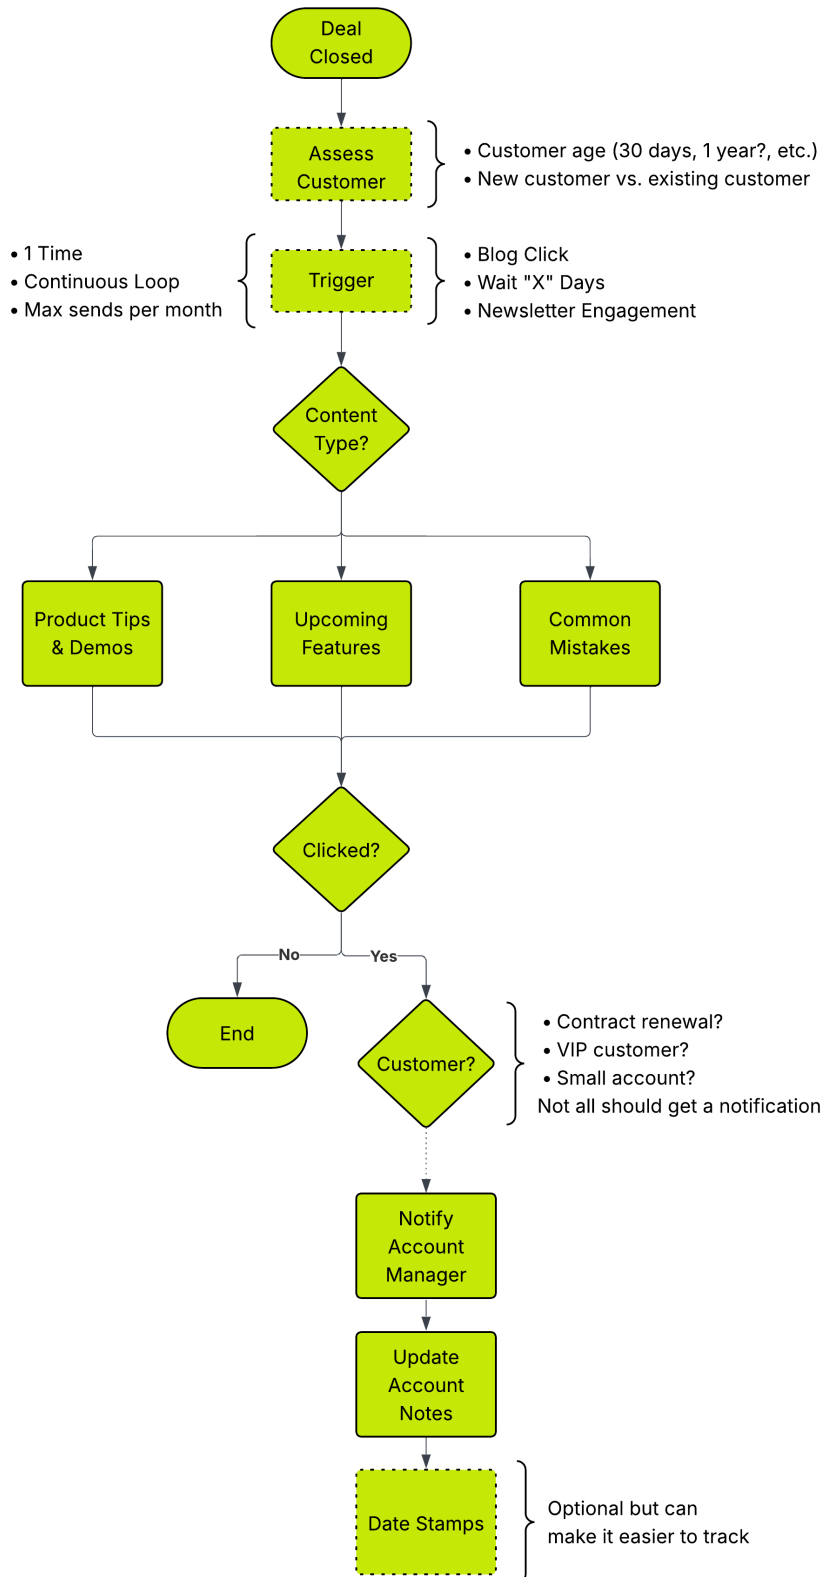 Deal
Closed
Assess
Customer
• Customer age (30 days, 1 year?, etc.)
• New customer vs. existing customer
• 1 Time
• Continuous Loop
• Max sends per month
Trigger
• Blog Click
• Wait "X" Days
• Newsletter Engagement
Content
Type?
Product Tips
& Demos
Upcoming
Features
Common
Mistakes
Clicked?
No
Yes
End
Customer?
• Contract renewal?
• VIP customer?
• Small account?
Not all should get a notification
Notify
Account
Manager
Update
Account
Notes
Date Stamps
Optional but can
make it easier to track